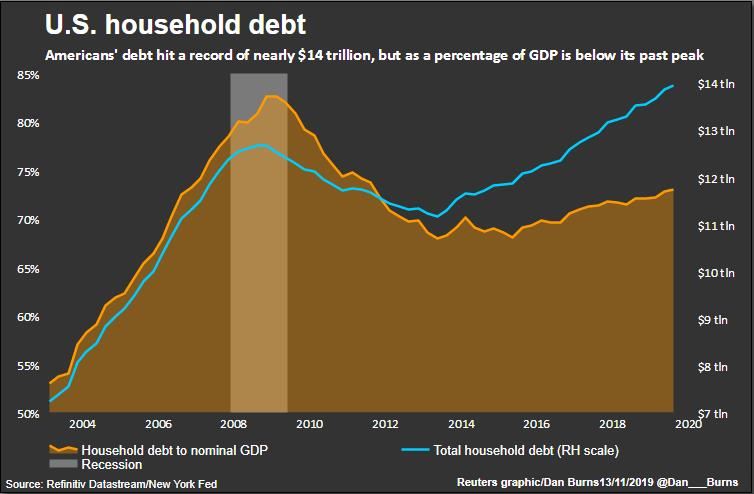 U.S. household debt
Americans' debt hit a record of nearly $14 trillion, but as a percentage of GDP is below its past peak
85%
80%
75%
70%
65%
60%
55%
50%
$14 tln
$13 tln
$12 tln
$11 tln
$10 tln
$9 tln
$8 tln
$7 tln
2004 2006 2008 2010 2012 2014 2016 2018 2020
Household debt to nominal GDP Total household debt (RH scale)
Recession
Source: Refinitiv Datastream/New York Fed Reuters graphic/Dan Burns13/11/2019 @Dan___Burns